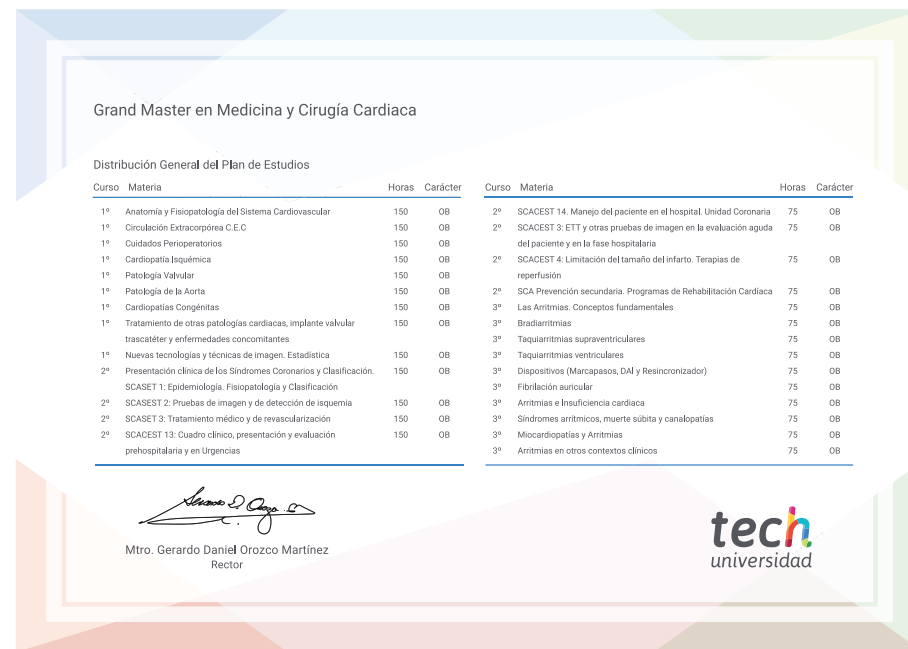 Grand Master en Medicina y Cirugía Cardiaca
Distribución General del Plan de Estudios
Curso Materia Horas Carácter
1º Anatomía y Fisiopatología del Sistema Cardiovascular 150 OB
1º Circulación Extracorpórea C.E.C 150 OB
1º Cuidados Perioperatorios 150 OB
1º Cardiopatía Isquémica 150 OB
1º Patología Valvular 150 OB
1º Patología de la Aorta 150 OB
1º Cardiopatías Congénitas 150 OB
1º Tratamiento de otras patologías cardiacas, implante valvular 150 OB
trascatéter y enfermedades concomitantes
1º Nuevas tecnologías y técnicas de imagen. Estadística 150 OB
2º Presentación clínica de los Síndromes Coronarios y Clasificación. 150 OB
SCASET 1: Epidemiología. Fisiopatología y Clasificación
2º SCASEST 2: Pruebas de imagen y de detección de isquemia 150 OB
2º SCASET 3: Tratamiento médico y de revascularización 150 OB
2º SCACEST 13: Cuadro clínico, presentación y evaluación 150 OB
prehospitalaria y en Urgencias
Curso Materia Horas Carácter
2º SCACEST 14. Manejo del paciente en el hospital. Unidad Coronaria 75 OB
2º SCACEST 3: ETT y otras pruebas de imagen en la evaluación aguda 75 OB
del paciente y en la fase hospitalaria
2º SCACEST 4: Limitación del tamaño del infarto. Terapias de 75 OB
reperfusión
2º SCA Prevención secundaria. Programas de Rehabilitación Cardíaca 75 OB
3º Las Arritmias. Conceptos fundamentales 75 OB
3º Bradiarritmias 75 OB
3º Taquiarritmias supraventriculares 75 OB
3º Taquiarritmias ventriculares 75 OB
3º Dispositivos (Marcapasos, DAI y Resincronizador) 75 OB
3º Fibrilación auricular 75 OB
3º Arritmias e Insuficiencia cardiaca 75 OB
3º Síndromes arrítmicos, muerte súbita y canalopatías 75 OB
3º Miocardiopatías y Arritmias 75 OB
3º Arritmias en otros contextos clínicos 75 OB
Mtro. Gerardo Daniel Orozco Martínez
Rector
tech
universidad